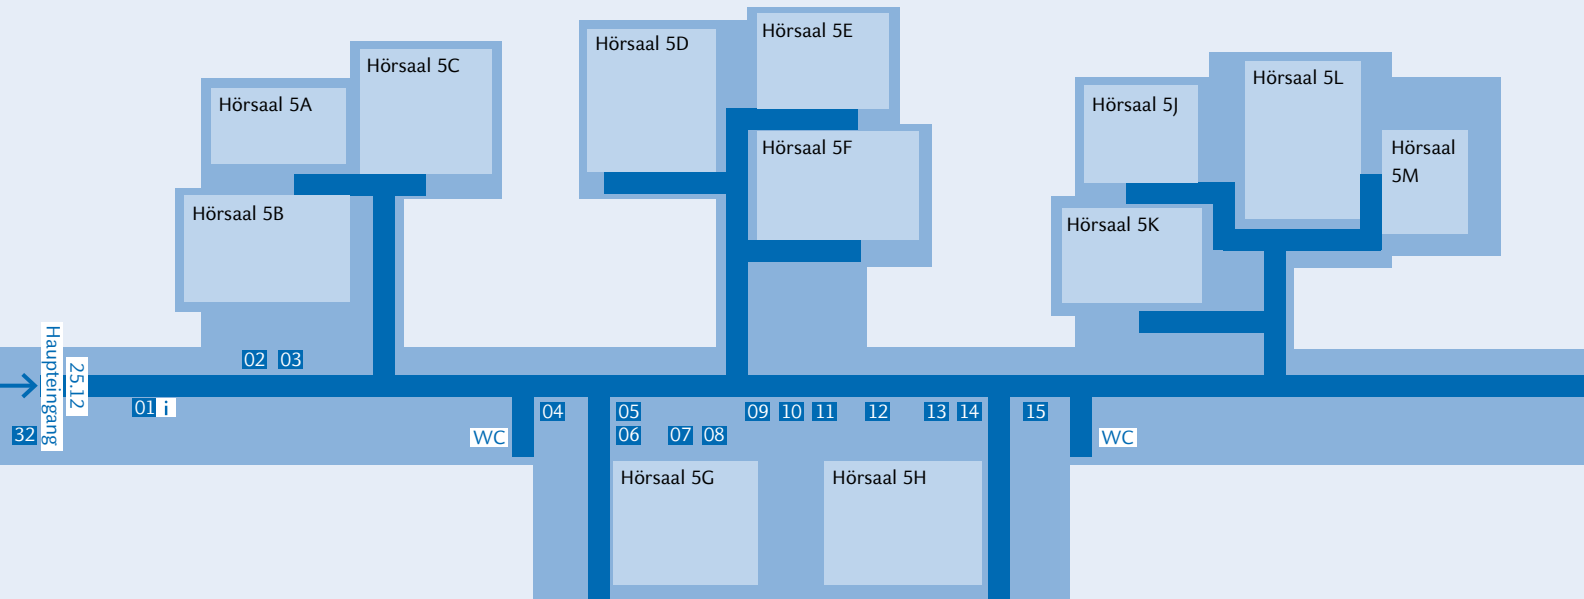 Hörsaal 5A
Hörsaal 5C
Hörsaal 5B
Hörsaal 5D
Hörsaal 5E
Hörsaal 5F
Hörsaal 5J
Hörsaal 5L
Hörsaal
5M
Hörsaal 5K
Haupteingang
25.12
32
01 i
02 03
WC
04
05
06 07 08
09 10 11 12 13 14
15
WC
Hörsaal 5G
Hörsaal 5H